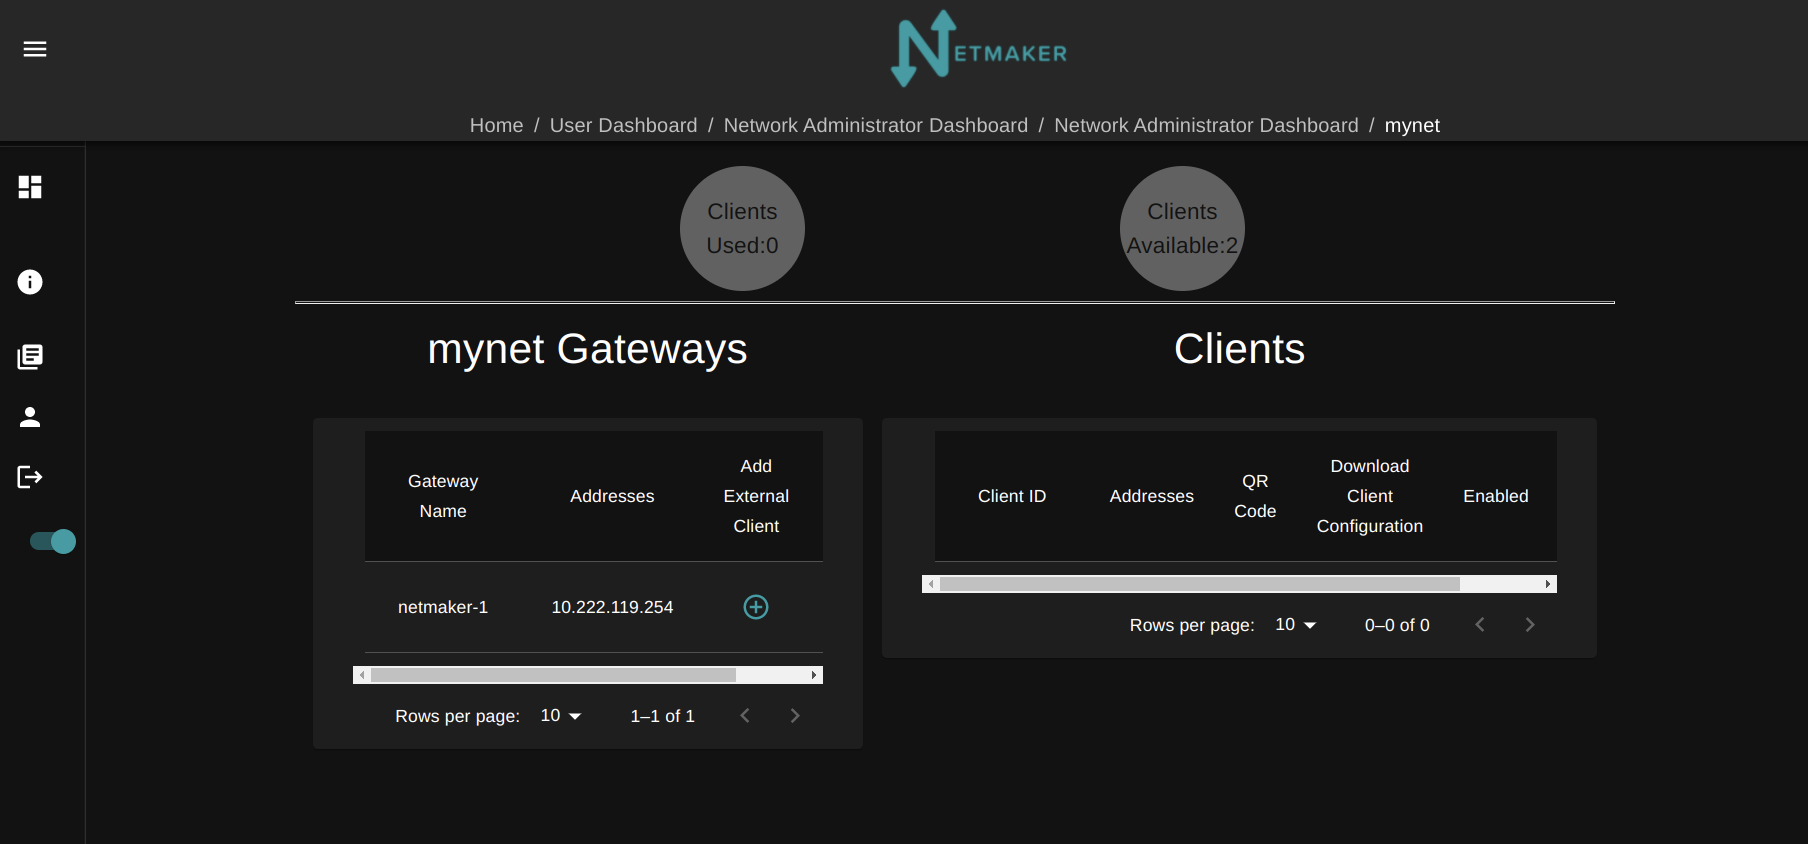 NETMAKER
Home / User Dashboard / Network Administrator Dashboard / Network Administrator Dashboard / mynet
Clients
Used:0
Clients
Available:2
mynet Gateways
Clients
Gateway
Name
Addresses
Add
External
Client
netmaker-1
10.222.119.254
Rows per page:
10
1–1 of 1
Client ID
Addresses
QR
Code
Download
Client
Configuration
Enabled
Rows per page:
10
0–0 of 0